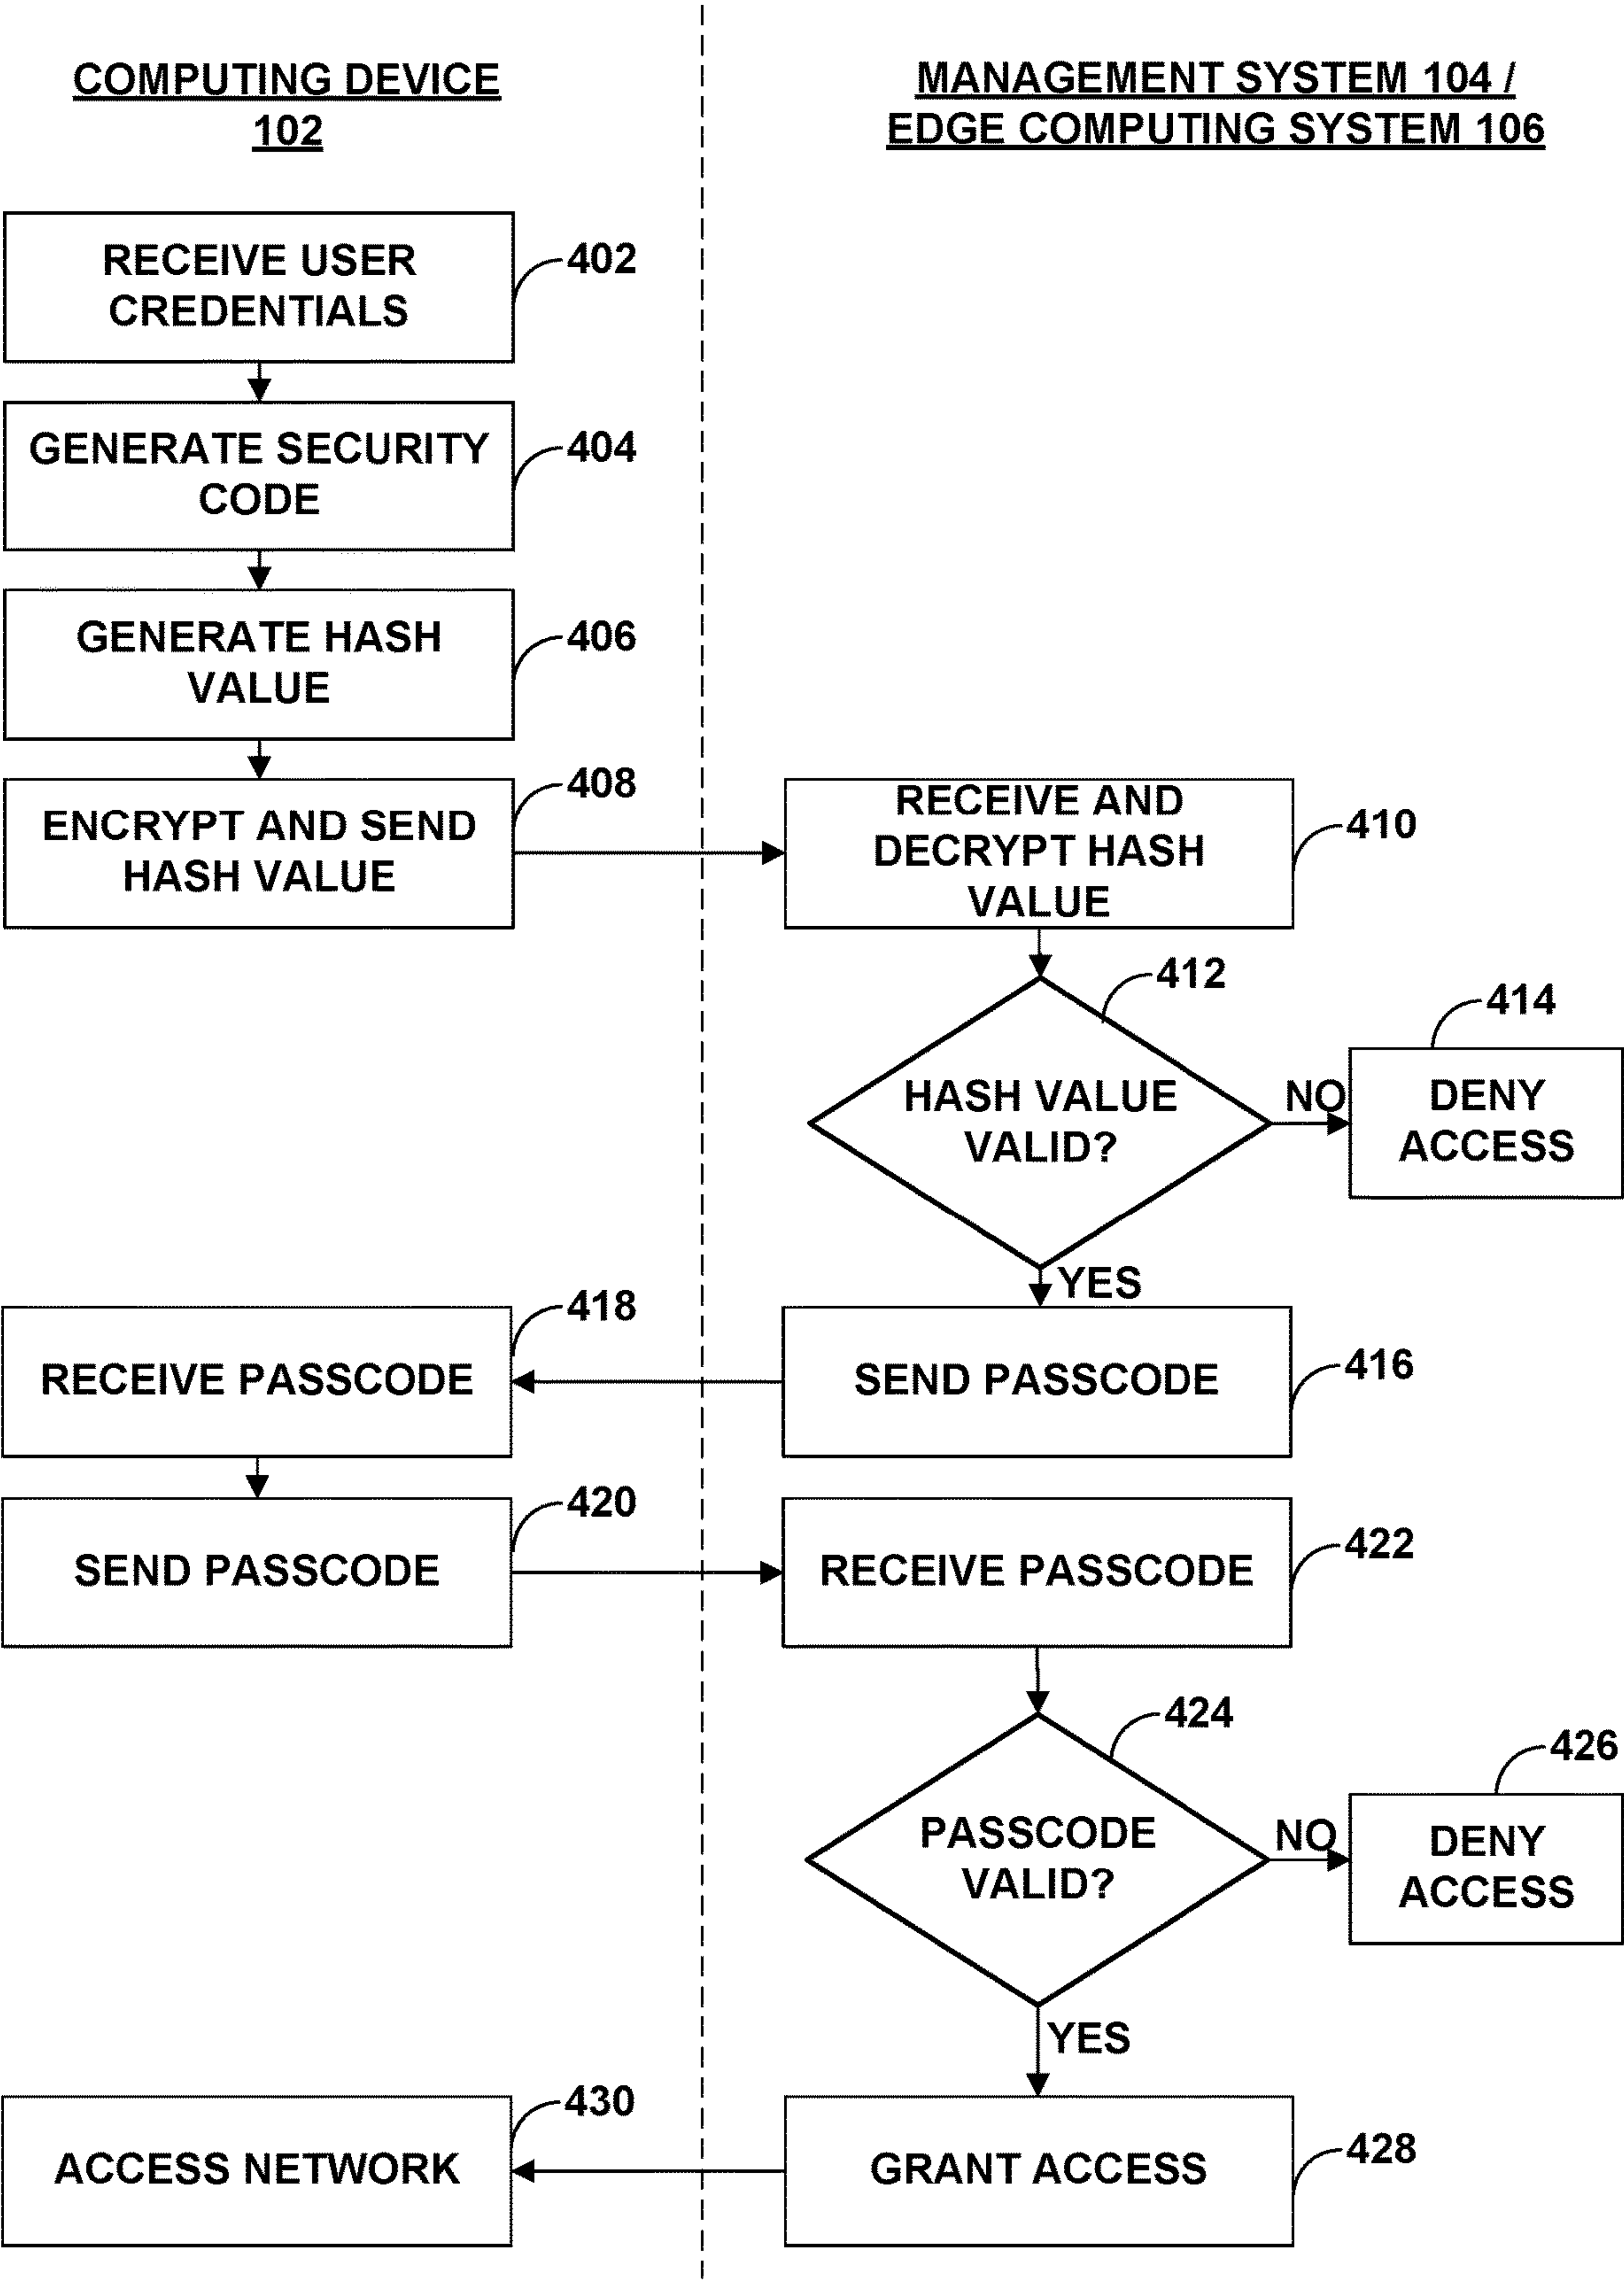 COMPUTING DEVICE
102
MANAGEMENT SYSTEM 104 /
EDGE COMPUTING SYSTEM 106
RECEIVE USER
CREDENTIALS
402
GENERATE SECURITY
CODE
404
GENERATE HASH
VALUE
406
ENCRYPT AND SEND
HASH VALUE
408
RECEIVE AND
DECRYPT HASH
VALUE
410
412
HASH VALUE
VALID?
NO
414
DENY
ACCESS
YES
SEND PASSCODE
416
418
RECEIVE PASSCODE
420
SEND PASSCODE
RECEIVE PASSCODE
422
424
PASSCODE
VALID?
NO
426
DENY
ACCESS
YES
GRANT ACCESS
428
430
ACCESS NETWORK